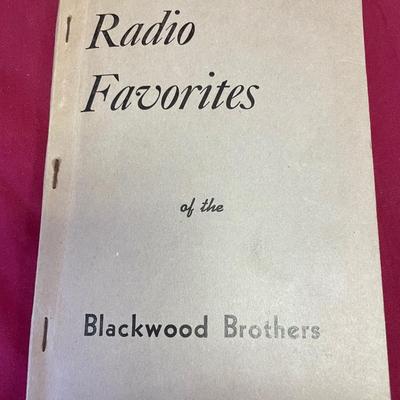 Radio
Favorites
of the
Blackwood Brothers